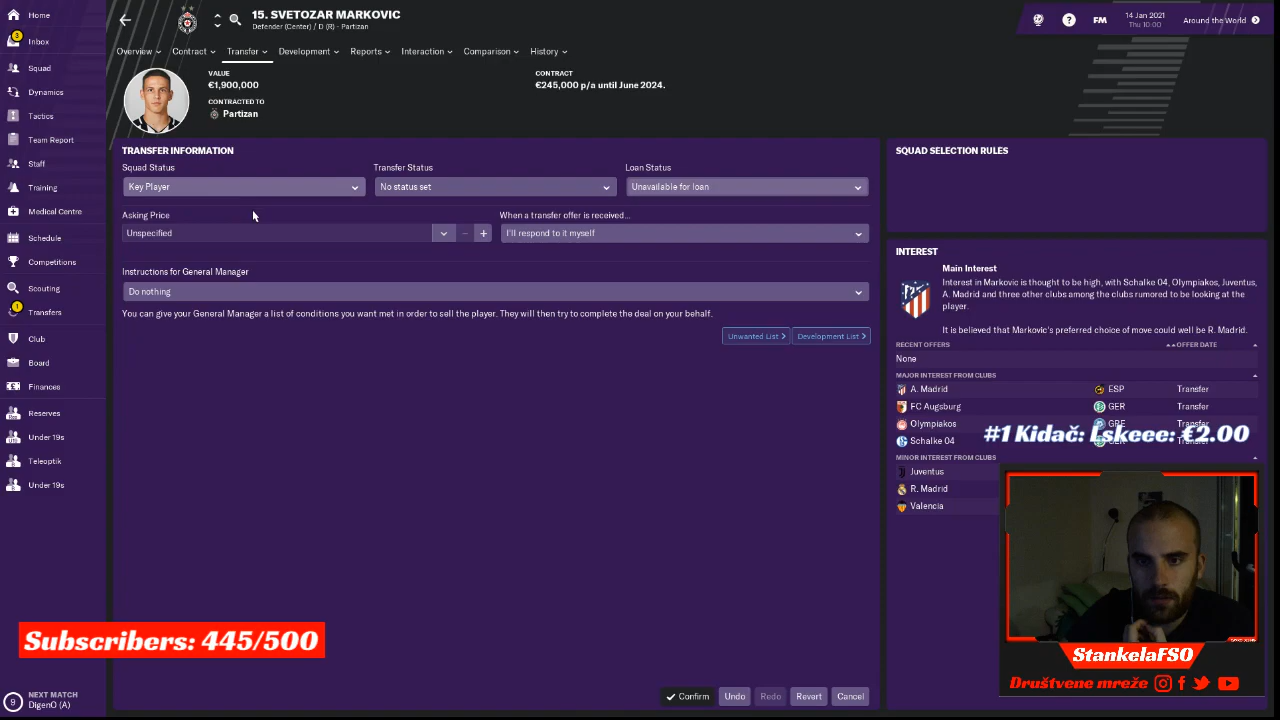 Home
3
Inbox
Squad
Dynamics
Tactics
Team Report
Staff
Training
Medical Centre
Schedule
Competitions
Scouting
1
Transfers
Club
Board
Finances
Reserves
Under 19s
Teleoptik
Under 19s
9
NEXT MATCH
DigenO (A)
15. SVETOZAR MARKOVIC
Defender (Center) / D (R) - Partizan
?
FM
14 Jan 2021
Thu 10:00
Around the World
Overview
Contract
Transfer
Development
Reports
Interaction
Comparison
History
VALUE
€1,900,000
CONTRACTED TO
Partizan
CONTRACT
€245,000 p/a until June 2024.
TRANSFER INFORMATION
Squad Status
Transfer Status
Loan Status
Key Player
No status set
Unavailable for loan
Asking Price
When a transfer offer is received...
Unspecified
I'll respond to it myself
Instructions for General Manager
Do nothing
You can give your General Manager a list of conditions you want met in order to sell the player. They will then try to complete the deal on your behalf.
Unwanted List >
Development List >
SQUAD SELECTION RULES
INTEREST
Main Interest
Interest in Markovic is thought to be high, with Schalke 04, Olympiakos, Juventus,
A. Madrid and three other clubs among the clubs rumored to be looking at the
player.
It is believed that Markovic's preferred choice of move could well be R. Madrid.
RECENT OFFERS
OFFER DATE
None
MAJOR INTEREST FROM CLUBS
A. Madrid ESP Transfer
FC Augsburg GER Transfer
Olympiakos GRE Transfer
Schalke 04
#1 Kidač: Lskeee: €2.00
MINOR INTEREST FROM CLUBS
Juventus
R. Madrid
Valencia
Subscribers: 445/500
StankelaFSO
Društvene mreže
Confirm
Undo
Redo
Revert
Cancel